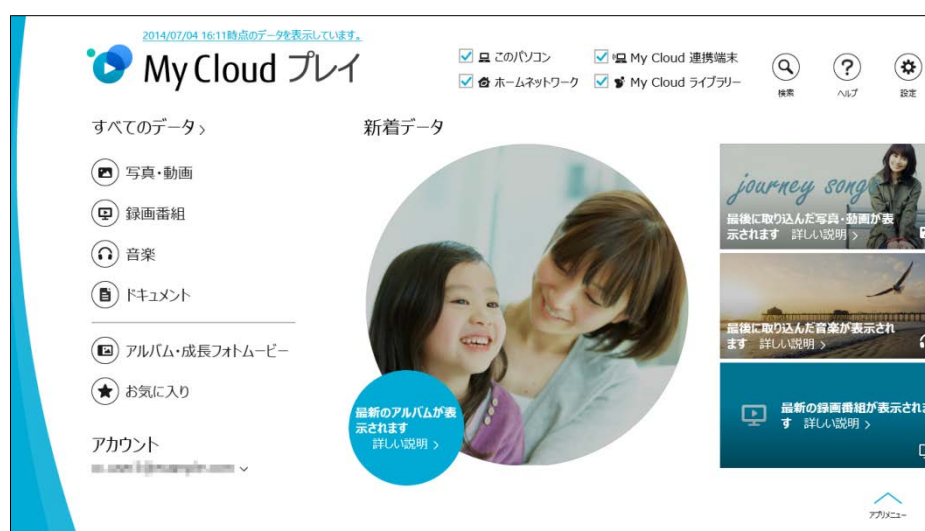 2014/07/04 16:11時点のデータを表示しています。
My Cloud プレイ
このパソコン
My Cloud 連携端末
ホームネットワーク
My Cloud ライブラリー
検索
ヘルプ
設定
すべてのデータ >
写真・動画
録画番組
音楽
ドキュメント
アルバム・成長フォトムービー
お気に入り
アカウント
新着データ
最新のアルバムが表
示されます
詳しい説明 >
journey songs
最後に取り込んだ写真・動画が表
示されます 詳しい説明 >
最後に取り込んだ音楽が表示され
ます 詳しい説明 >
最新の録画番組が表示されま
す 詳しい説明 >
アプリメニュー